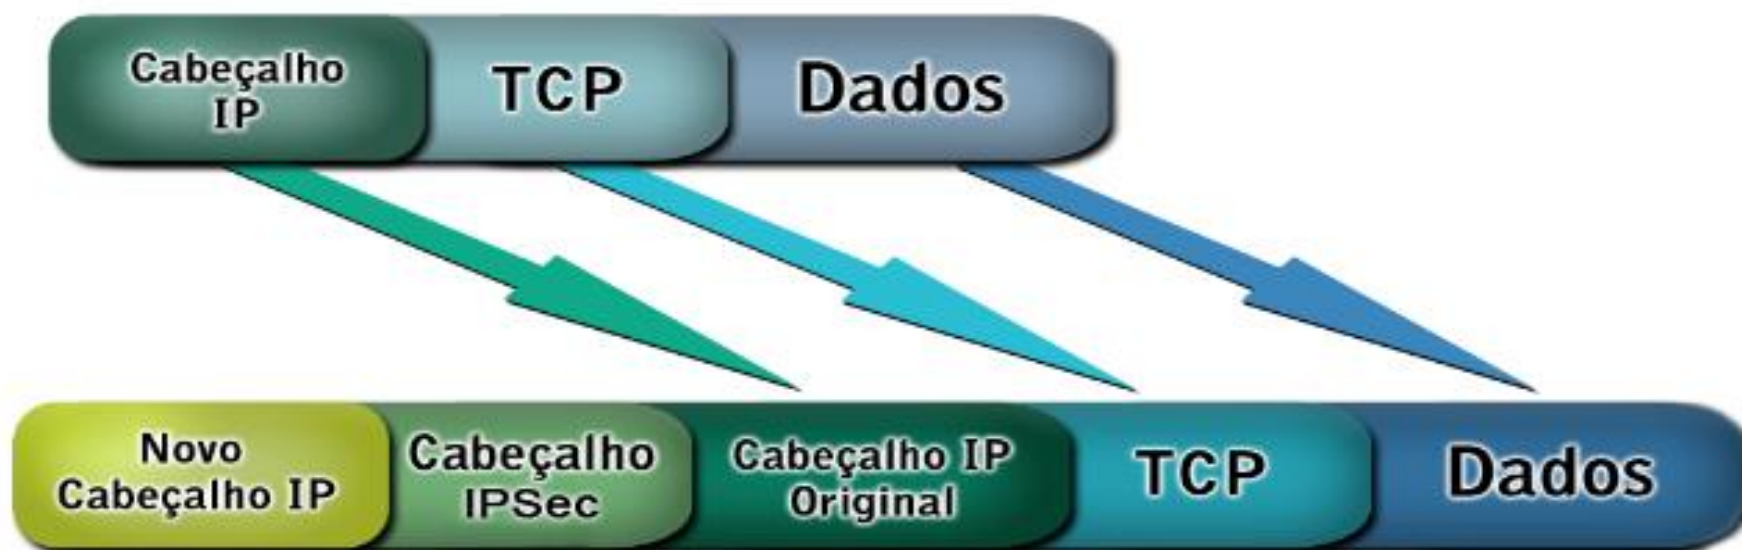 Cabeçalho
IP
TCP
Dados
Novo
Cabeçalho IP
Cabeçalho
IPSec
Cabeçalho IP
Original
TCP
Dados